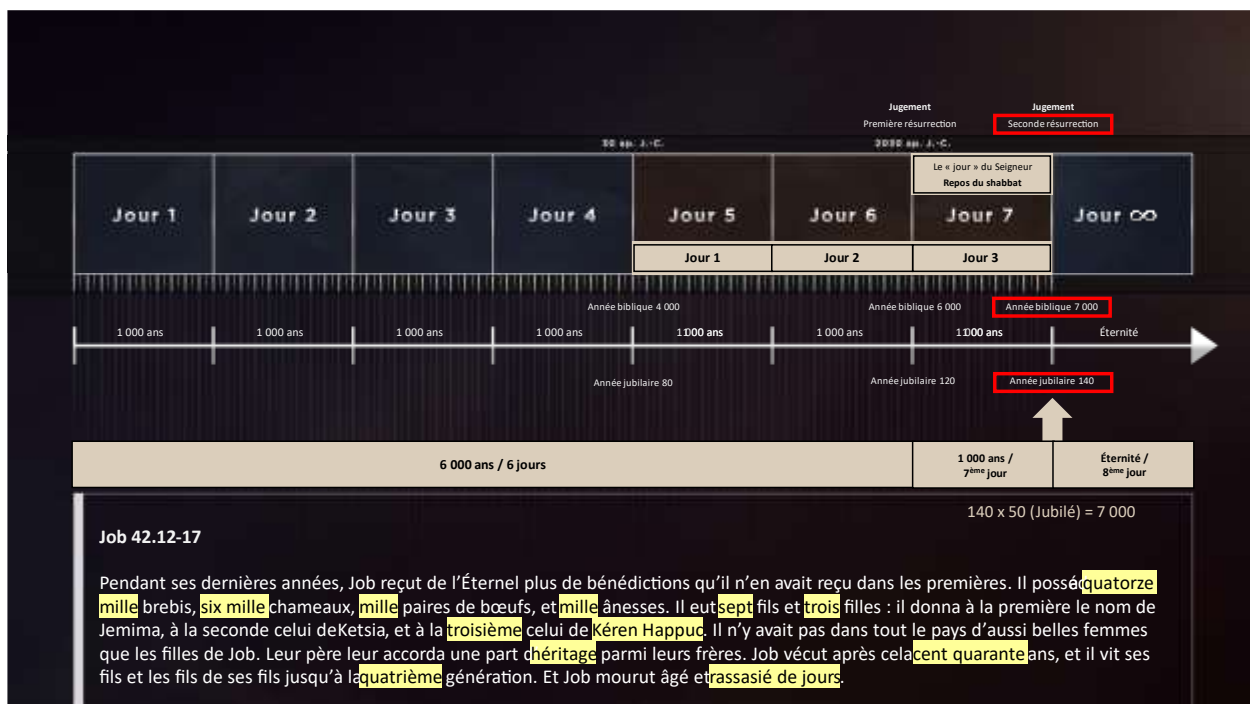 Jugement Jugement
Première résurrection Seconde résurrection
30 ap. J.-C. 2030 ap. J.-C.
Le « jour » du Seigneur
Repos du shabbat
Jour 1 Jour 2 Jour 3 Jour 4 Jour 5 Jour 6 Jour 7 Jour ∞
Jour 1 Jour 2 Jour 3
Année biblique 4 000 Année biblique 6 000 Année biblique 7 000
1 000 ans 1 000 ans 1 000 ans 1 000 ans 1 000 ans 1 000 ans 1 000 ans Éternité
Année jubilaire 80 Année jubilaire 120 Année jubilaire 140
6 000 ans / 6 jours
1 000 ans /
7ème jour
Éternité /
8ème jour
140 x 50 (Jubilé) = 7 000
Job 42.12-17
Pendant ses dernières années, Job reçut de l’Éternel plus de bénédictions qu’il n’en avait reçu dans les premières. Il quatorze
mille brebis, six mille chameaux, mille paires de bœufs, et mille ânesses. Il eut sept fils et trois filles : il donna à la première le nom de
Jemima, à la seconde celui de Ketsia, et à la troisième celui de Kéren Happuc. Il n’y avait pas dans tout le pays d’aussi belles femmes
que les filles de Job. Leur père leur accorda une part héritage parmi leurs frères. Job vécut après cela cent quarante ans, et il vit ses
fils et les fils de ses fils jusqu’à la quatrième génération. Et Job mourut âgé et rassasié de jours.